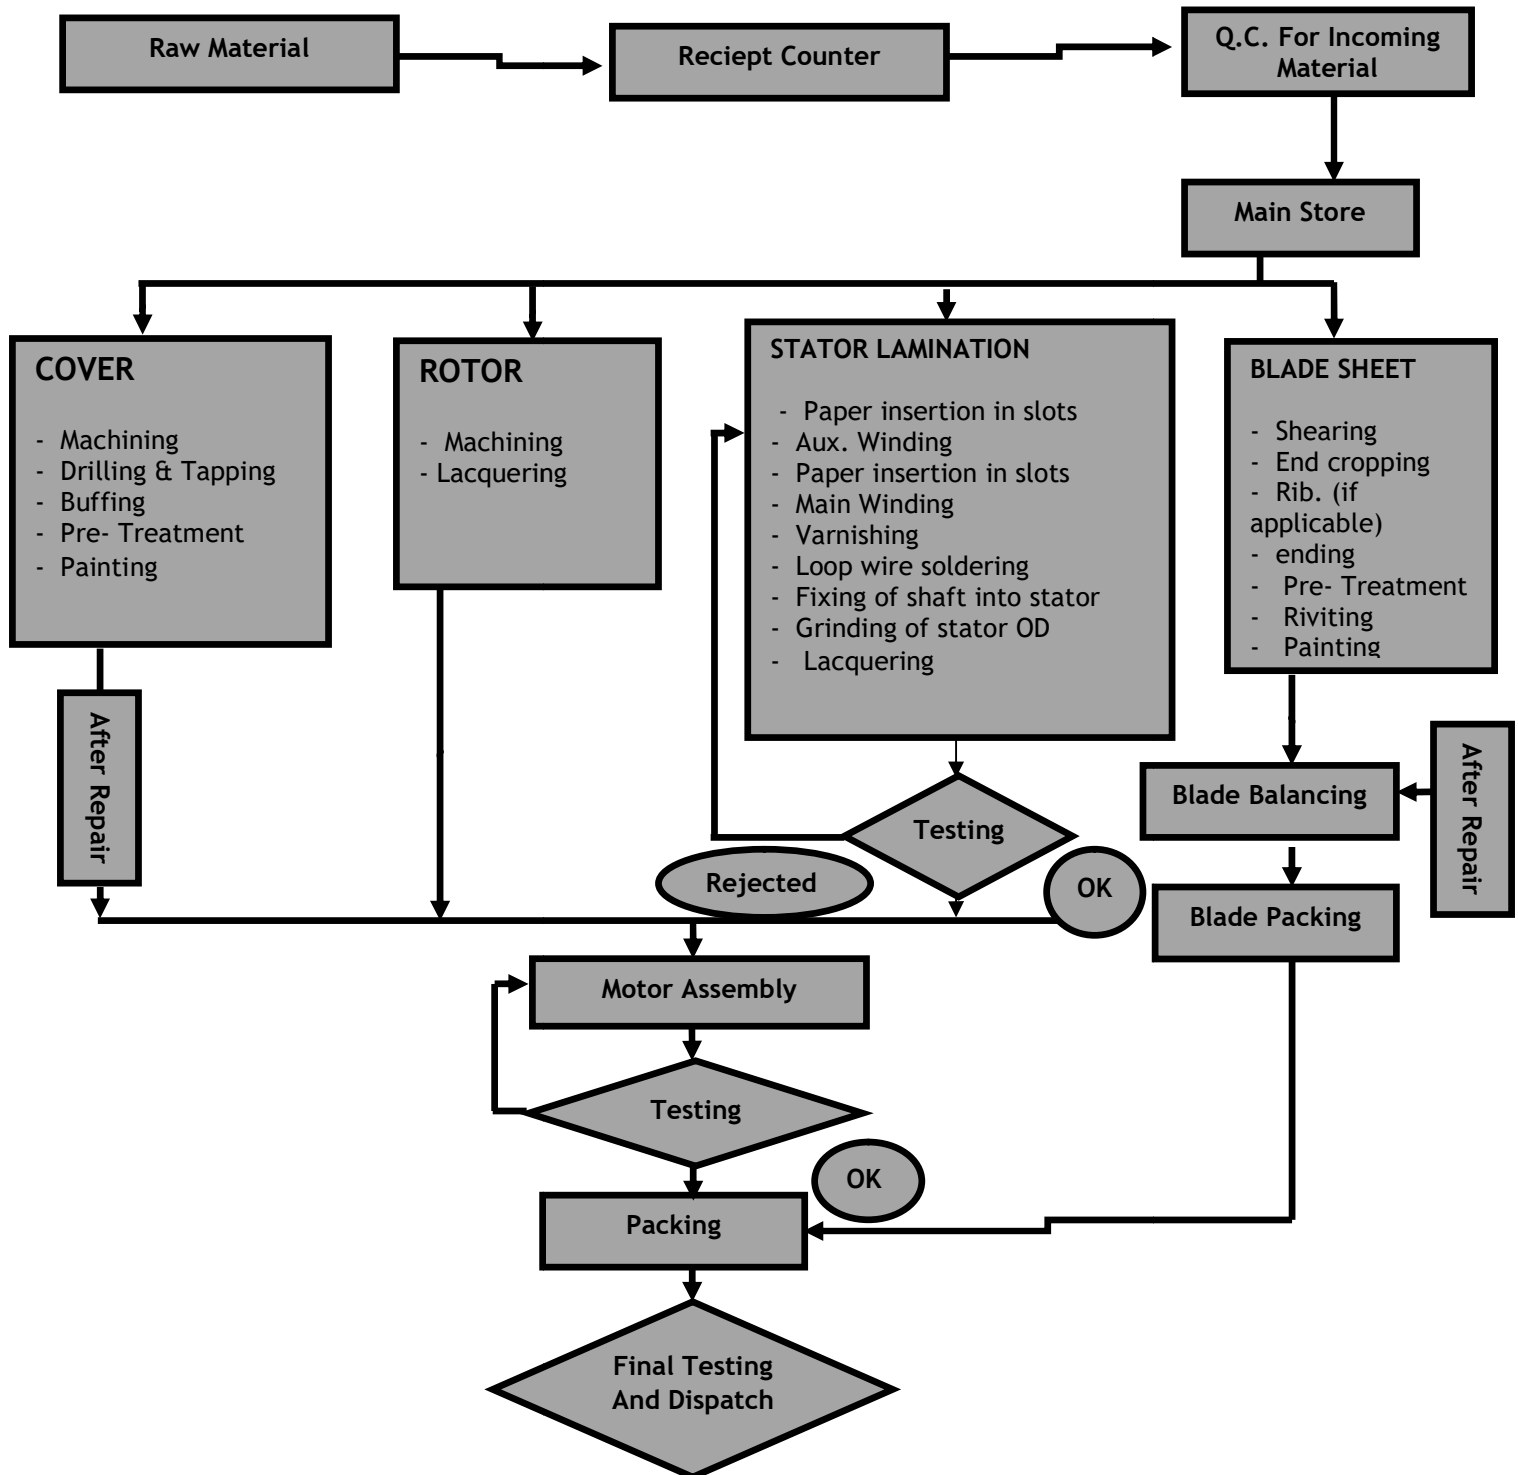 Raw Material
Reciept Counter
Q.C. For Incoming
Material
Main Store
COVER
- Machining
- Drilling & Tapping
- Buffing
- Pre- Treatment
- Painting
ROTOR
- Machining
- Lacquering
STATOR LAMINATION
- Paper insertion in slots
- Aux. Winding
- Paper insertion in slots
- Main Winding
- Varnishing
- Loop wire soldering
- Fixing of shaft into stator
- Grinding of stator OD
- Lacquering
BLADE SHEET
- Shearing
- End cropping
- Rib. (if
applicable)
- ending
- Pre- Treatment
- Riviting
- Painting
After Repair
Testing
Blade Balancing
After Repair
Rejected
OK
Blade Packing
Motor Assembly
Testing
OK
Packing
Final Testing
And Dispatch